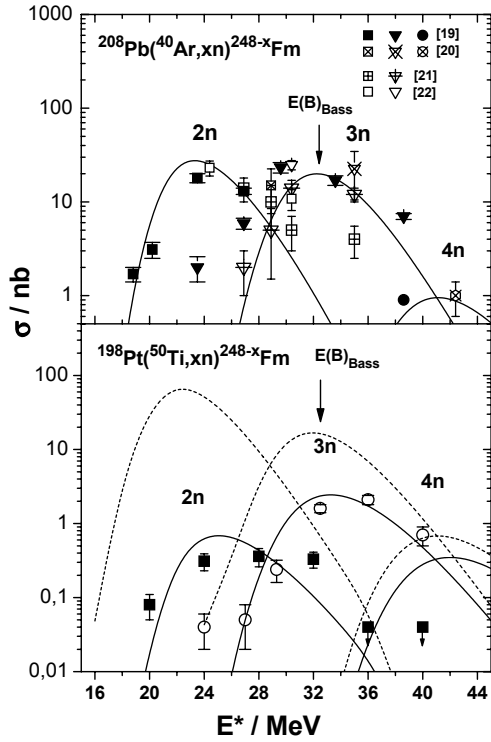 1000
²⁰⁸Pb(⁴⁰Ar,xn)²⁴⁸⁻ˣFm
[19]
[20]
[21]
[22]
100
E(B)Bass
2n
3n
10
4n
1
σ / nb
¹⁹⁸Pt(⁵⁰Ti,xn)²⁴⁸⁻ˣFm
E(B)Bass
100
10
3n
4n
2n
1
0,1
0,01
16 20 24 28 32 36 40 44
E* / MeV